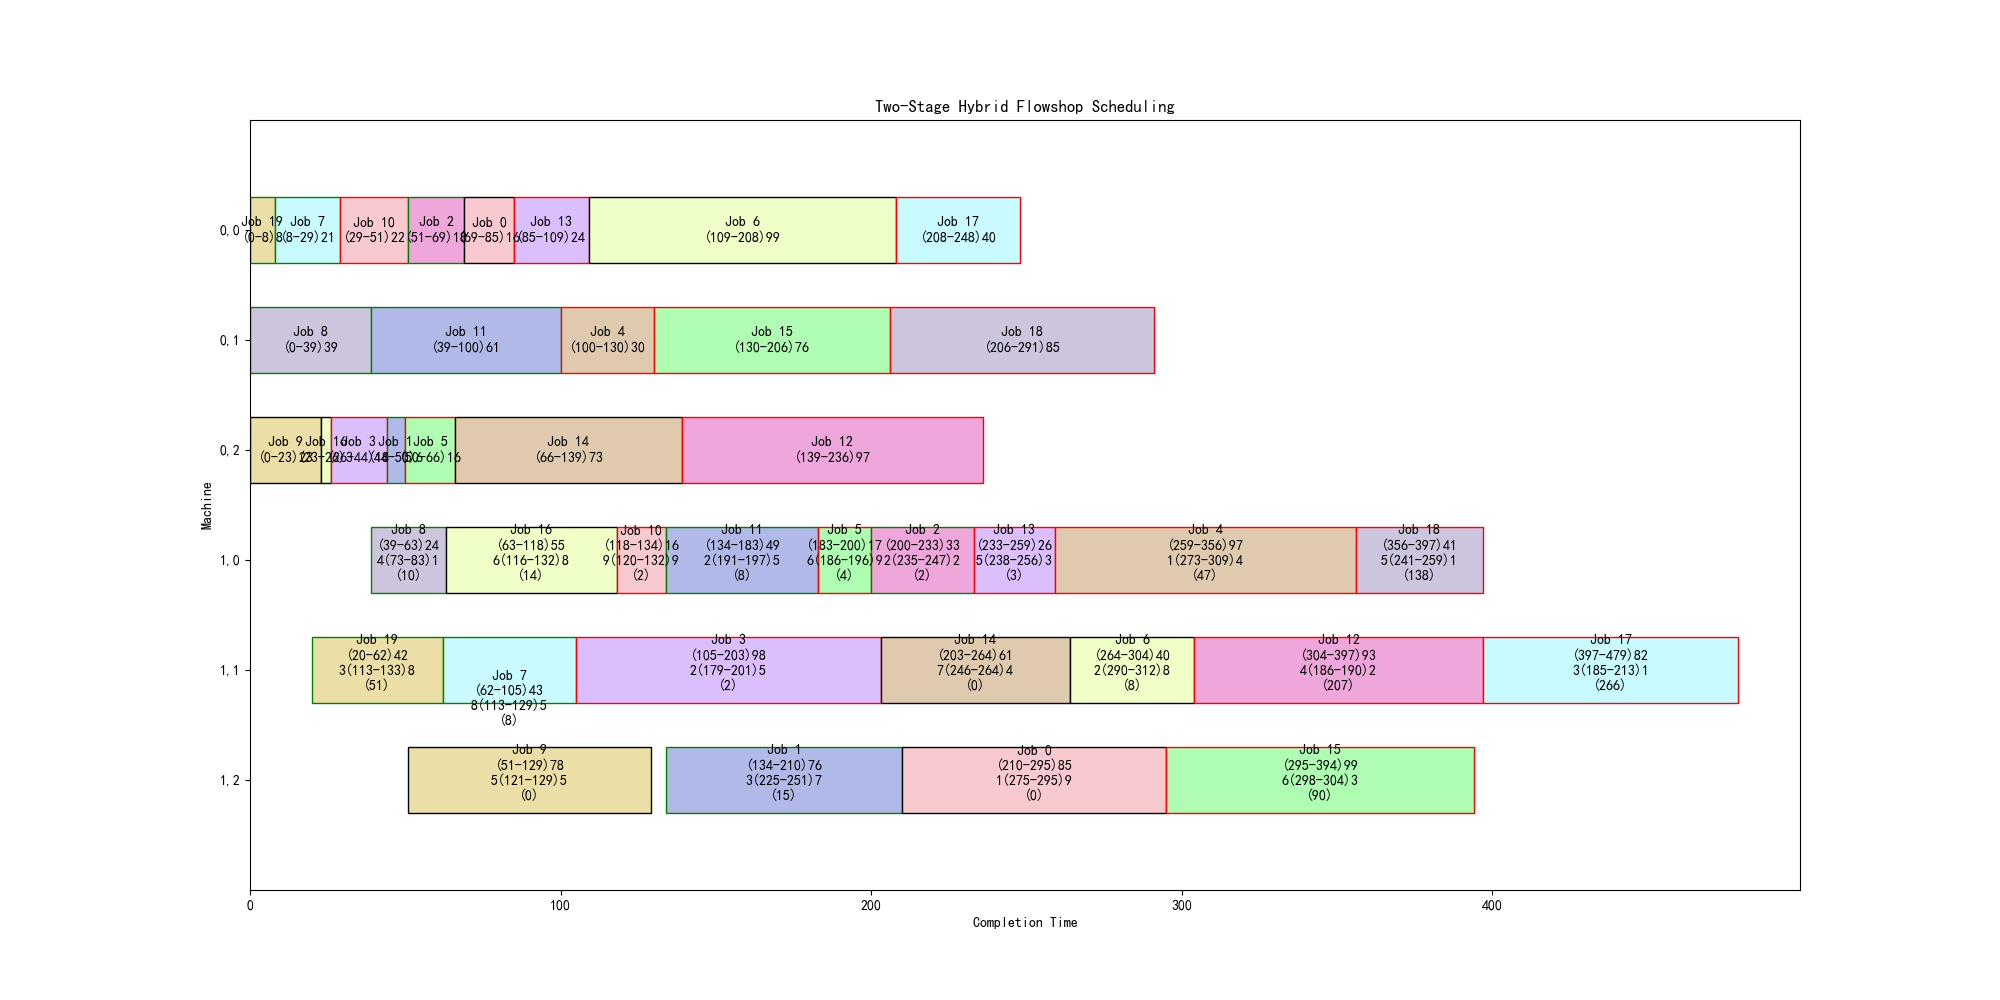 Two-Stage Hybrid Flowshop Scheduling
Machine
0,0
Job 19
(0-8)8
Job 7
(8-29)21
Job 10
(29-51)22
Job 2
(51-69)18
Job 0
(69-85)16
Job 13
(85-109)24
Job 6
(109-208)99
Job 17
(208-248)40
0,1
Job 8
(0-39)39
Job 11
(39-100)61
Job 4
(100-130)30
Job 15
(130-206)76
Job 18
(206-291)85
0,2
Job 9
(0-23)23
Job 16
(23-26)3
Job 3
(26-44)18
Job 1
(44-50)6
Job 5
(50-66)16
Job 14
(66-139)73
Job 12
(139-236)97
1,0
Job 8
(39-63)24
4(73-83)1
(10)
Job 16
(63-118)55
6(116-132)8
(14)
Job 10
(118-134)16
9(120-132)9
(2)
Job 11
(134-183)49
2(191-197)5
(8)
Job 5
(183-200)17
6(186-196)9
(4)
Job 2
(200-233)33
2(235-247)2
(2)
Job 13
(233-259)26
5(238-256)3
(3)
Job 4
(259-356)97
1(273-309)4
(47)
Job 18
(356-397)41
5(241-259)1
(138)
1,1
Job 19
(20-62)42
3(113-133)8
(51)
Job 7
(62-105)43
8(113-129)5
(8)
Job 3
(105-203)98
2(179-201)5
(2)
Job 14
(203-264)61
7(246-264)4
(0)
Job 6
(264-304)40
2(290-312)8
(8)
Job 12
(304-397)93
4(186-190)2
(207)
Job 17
(397-479)82
3(185-213)1
(266)
1,2
Job 9
(51-129)78
5(121-129)5
(0)
Job 1
(134-210)76
3(225-251)7
(15)
Job 0
(210-295)85
1(275-295)9
(0)
Job 15
(295-394)99
6(298-304)3
(90)
0
100
200
300
400
Completion Time